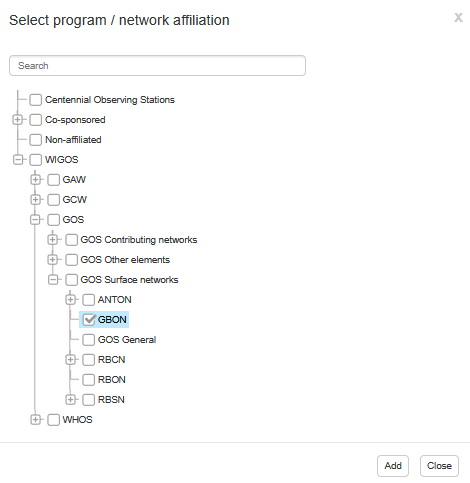 Select program / network affiliation
x
Search
Centennial Observing Stations
Co-sponsored
Non-affiliated
WIGOS
GAW
GCW
GOS
GOS Contributing networks
GOS Other elements
GOS Surface networks
ANTON
GBON
GOS General
RBCN
RBON
RBSN
WHOS
Add Close